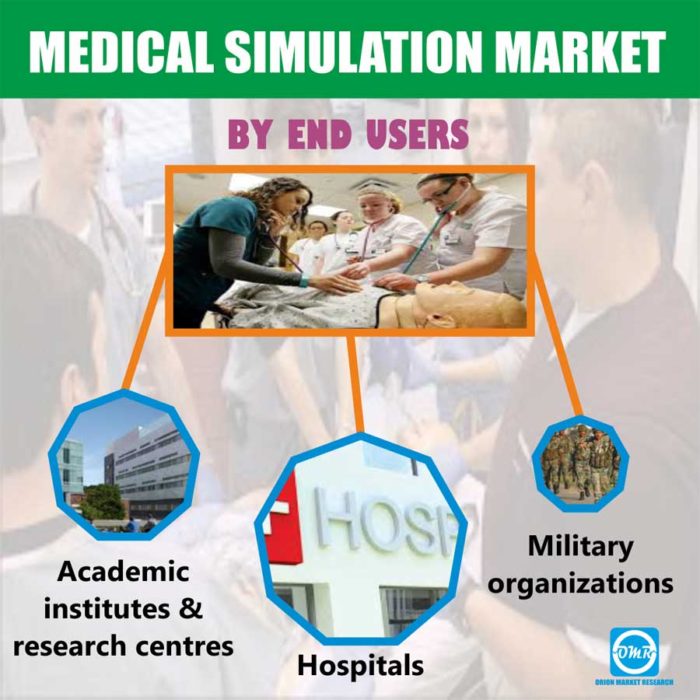 MEDICAL SIMULATION MARKET
BY END USERS
HOSP
Academic
institutes &
research centres
Hospitals
Military
organizations
OMR
ORION MARKET RESEARCH